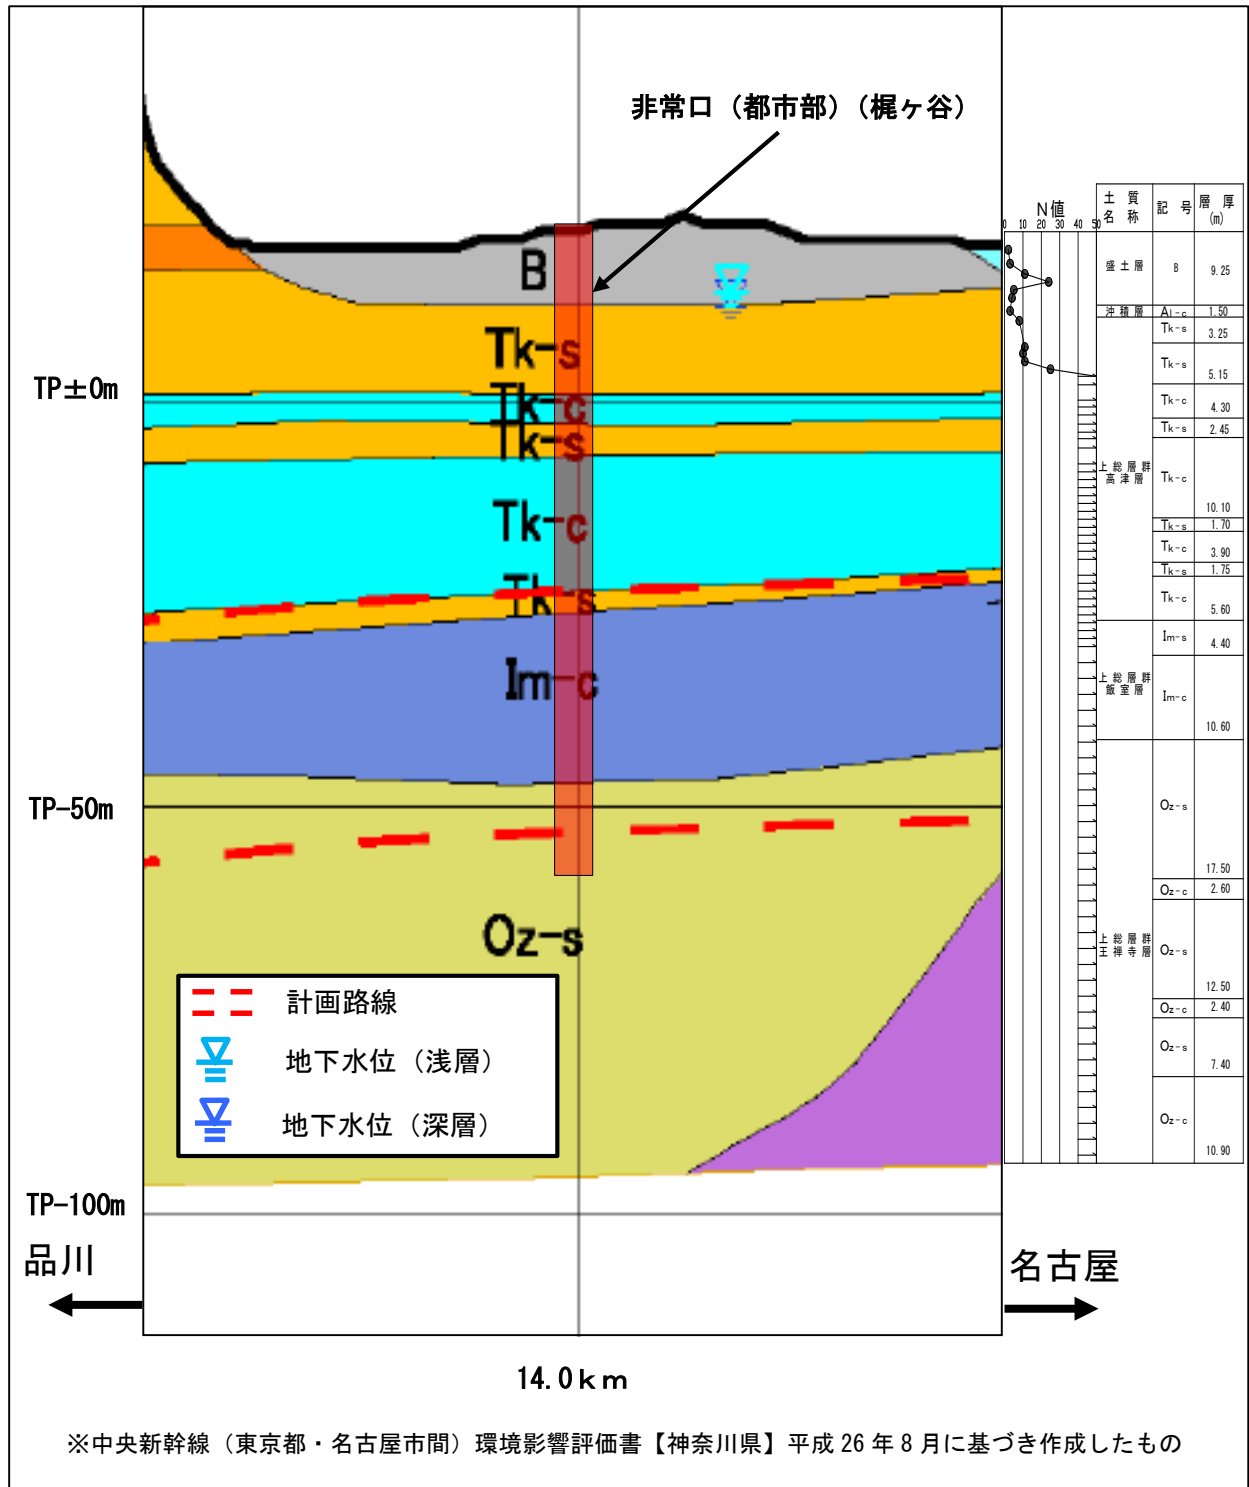 非常口（都市部）（梶ヶ谷）
B
Tk-s
TP±0m
Tk-c
Tk-s
Tk-c
Tk-s
Im-c
TP-50m
Oz-s
計画路線
地下水位（浅層）
地下水位（深層）
TP-100m
品川
名古屋
14.0km
N値
0 10 20 30 40 50
土質名称 記号 層厚(m)
盛土層 B 9.25
沖積層 Al-c 1.50
上総層群高津層
Tk-s 3.25
Tk-s 5.15
Tk-c 4.30
Tk-s 2.45
Tk-c 10.10
Tk-s 1.70
Tk-c 3.90
Tk-s 1.75
Tk-c 5.60
上総層群飯室層
Im-s 4.40
Im-c 10.60
上総層群王禅寺層
Oz-s 17.50
Oz-c 2.60
Oz-s 12.50
Oz-c 2.40
Oz-s 7.40
Oz-c 10.90
※中央新幹線（東京都・名古屋市間）環境影響評価書【神奈川県】平成26年8月に基づき作成したもの